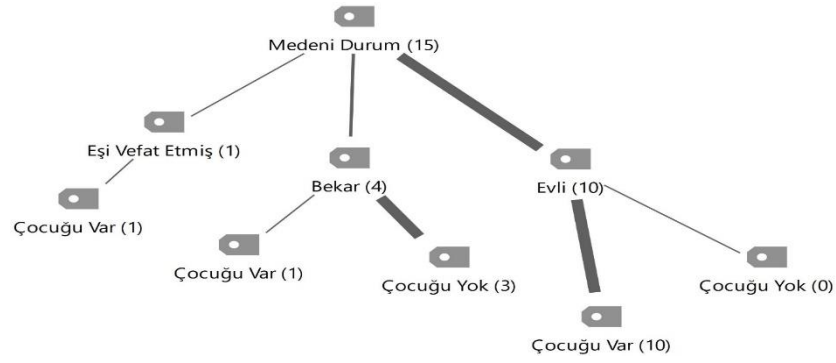 Medeni Durum (15)
Eşi Vefat Etmiş (1)
Bekar (4)
Evli (10)
Çocuğu Var (1)
Çocuğu Var (1)
Çocuğu Yok (3)
Çocuğu Yok (0)
Çocuğu Var (10)